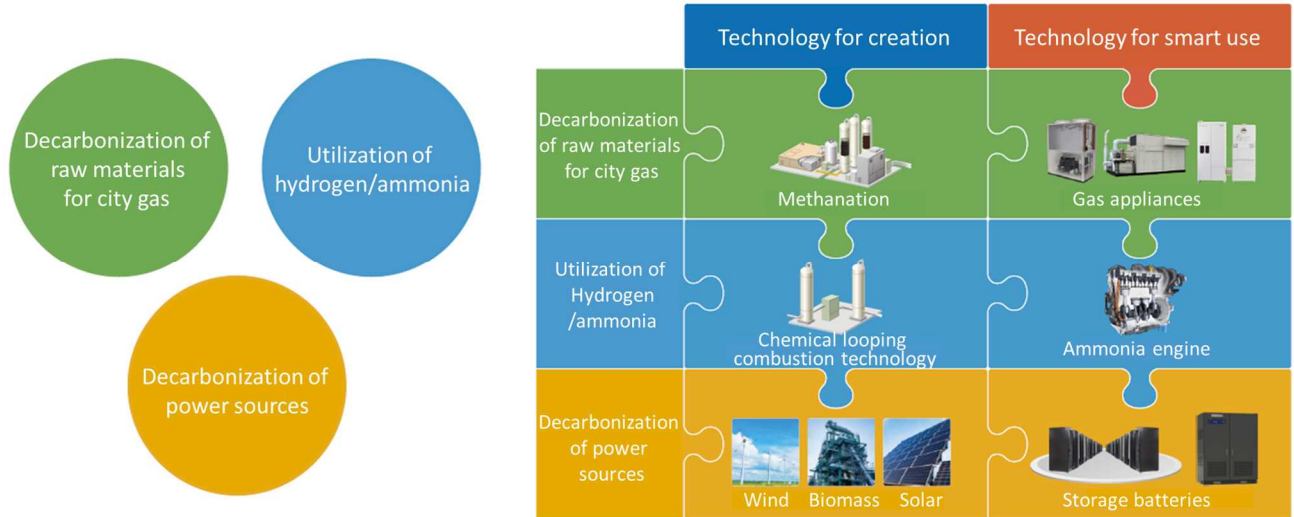 Decarbonization of
raw materials
for city gas
Utilization of
hydrogen/ammonia
Decarbonization of
power sources
Technology for creation
Technology for smart use
Decarbonization
of raw materials
for city gas
Methanation
Gas appliances
Utilization of
Hydrogen
/ammonia
Chemical looping
combustion technology
Ammonia engine
Decarbonization
of power
sources
Wind
Biomass
Solar
Storage batteries